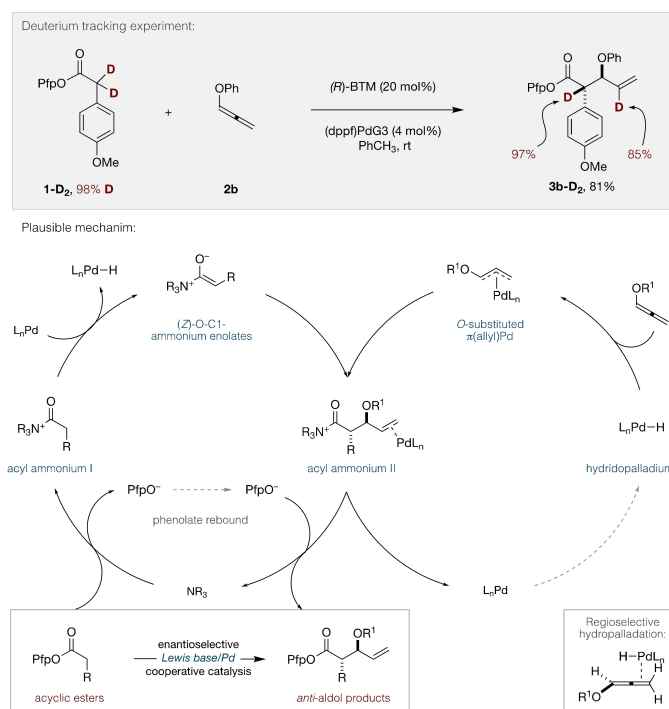 Deuterium tracking experiment:
O
D
D
PfpO
OMe
1-D₂, 98% D
+
OPh
2b
(R)-BTM (20 mol%)
(dppf)PdG3 (4 mol%)
PhCH₃, rt
O
OPh
PfpO
D
D
97%
85%
OMe
3b-D₂, 81%
Plausible mechanim:
LₙPd−H
O⁻
R₃N⁺
R
(Z)-O-C1-
ammonium enolates
R¹O
PdLₙ
O-substituted
π(allyl)Pd
OR¹
LₙPd
O
R₃N⁺
R
acyl ammonium I
O
OR¹
R₃N⁺
R
PdLₙ
acyl ammonium II
LₙPd−H
hydridopalladium
PfpO⁻
PfpO⁻
phenolate rebound
NR₃
LₙPd
O
PfpO
R
acyclic esters
enantioselective
Lewis base/Pd
cooperative catalysis
O
OR¹
PfpO
R
anti-aldol products
Regioselective
hydropalladation:
H−PdLₙ
H
H
R¹O
H